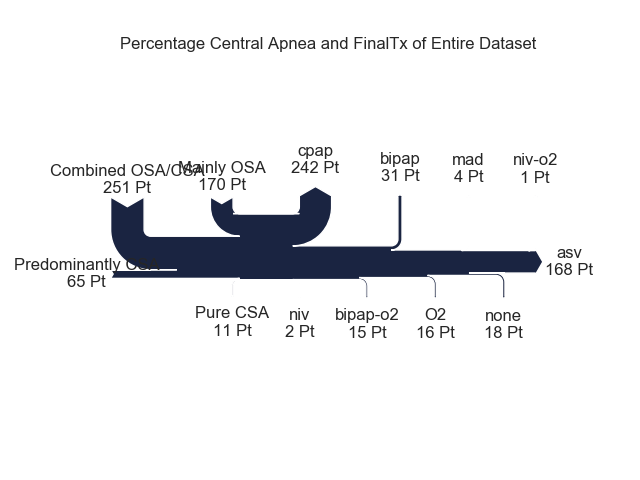 Percentage Central Apnea and FinalTx of Entire Dataset
cpap
242 Pt
bipap
31 Pt
mad
4 Pt
niv-o2
1 Pt
Combined OSA/CSA
251 Pt
Mainly OSA
170 Pt
Predominantly CSA
65 Pt
asv
168 Pt
Pure CSA
11 Pt
niv
2 Pt
bipap-o2
15 Pt
O2
16 Pt
none
18 Pt